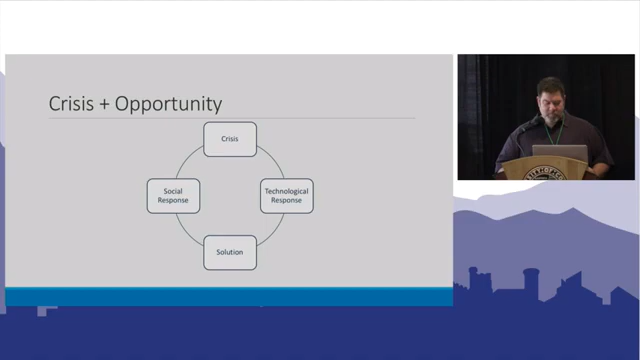 Crisis + Opportunity
Crisis
Social
Response
Technological
Response
Solution